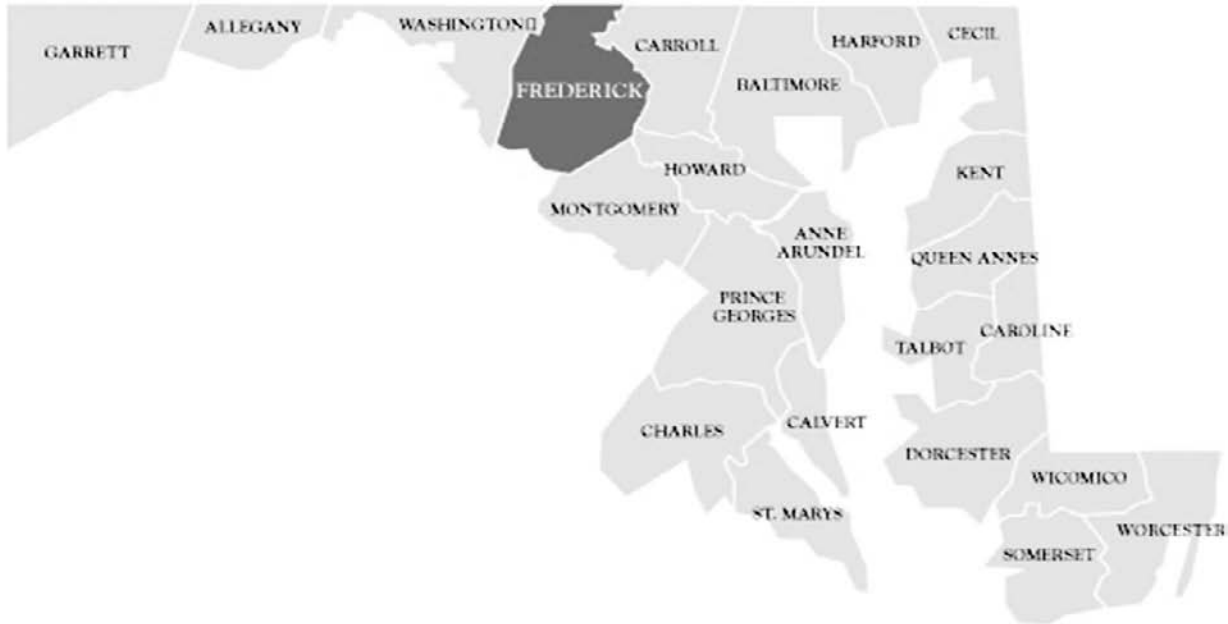 GARRETT
ALLEGANY
WASHINGTON▯
FREDERICK
CARROLL
BALTIMORE
HARFORD
CECIL
HOWARD
MONTGOMERY
KENT
ANNE
ARUNDEL
QUEEN ANNES
PRINCE
GEORGES
TALBOT
CAROLINE
CHARLES
CALVERT
DORCESTER
WICOMICO
ST. MARYS
WORCESTER
SOMERSET